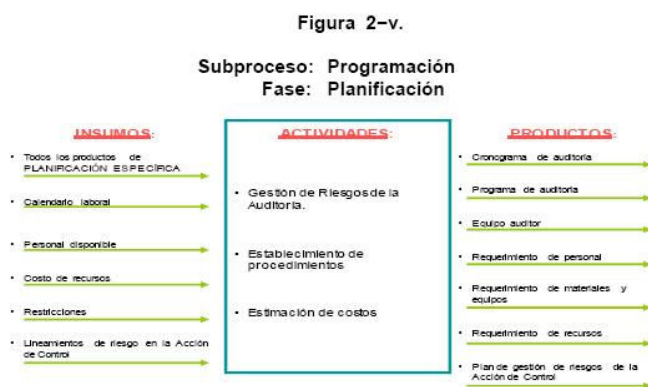 Figura 2-v.
Subproceso: Programación
Fase: Planificación
INSUMOS:
• Todos los productos de
PLANIFICACIÓN ESPECÍFICA
• Calendario laboral
• Personal disponible
• Costo de recursos
• Restricciones
• Lineamientos de riesgo en la Acción
de Control
ACTIVIDADES:
• Gestión de Riesgos de la
Auditoría.
• Establecimiento de
procedimientos
• Estimación de costos
PRODUCTOS:
• Cronograma de auditoría
• Programa de auditoría
• Equipo auditor
• Requerimiento de personal
• Requerimiento de materiales y
equipos
• Requerimiento de recursos
• Plan de gestión de riesgos de la
Acción de Control